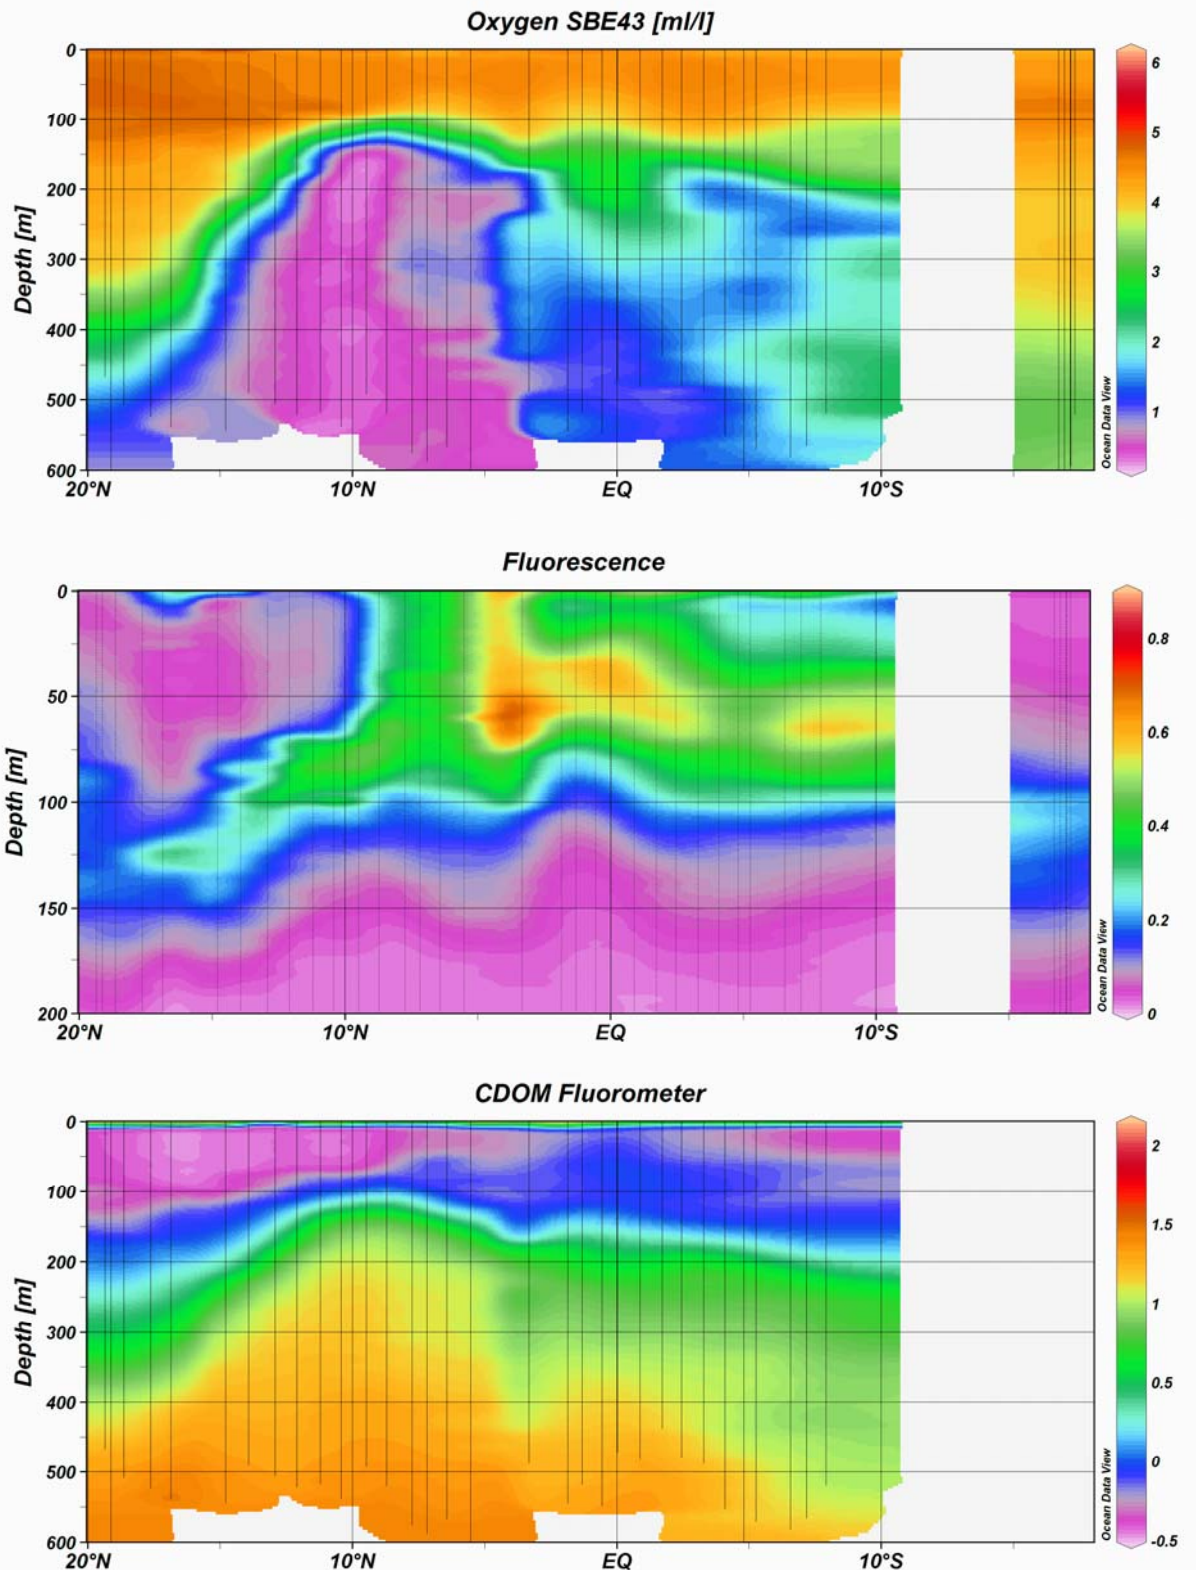 Oxygen SBE43 [ml/l]
0
100
200
300
400
500
600
Depth [m]
20°N
10°N
EQ
10°S
Ocean Data View
6
5
4
3
2
1
Fluorescence
0
50
100
150
200
Depth [m]
20°N
10°N
EQ
10°S
Ocean Data View
0.8
0.6
0.4
0.2
0
CDOM Fluorometer
0
100
200
300
400
500
600
Depth [m]
20°N
10°N
EQ
10°S
Ocean Data View
2
1.5
1
0.5
0
-0.5